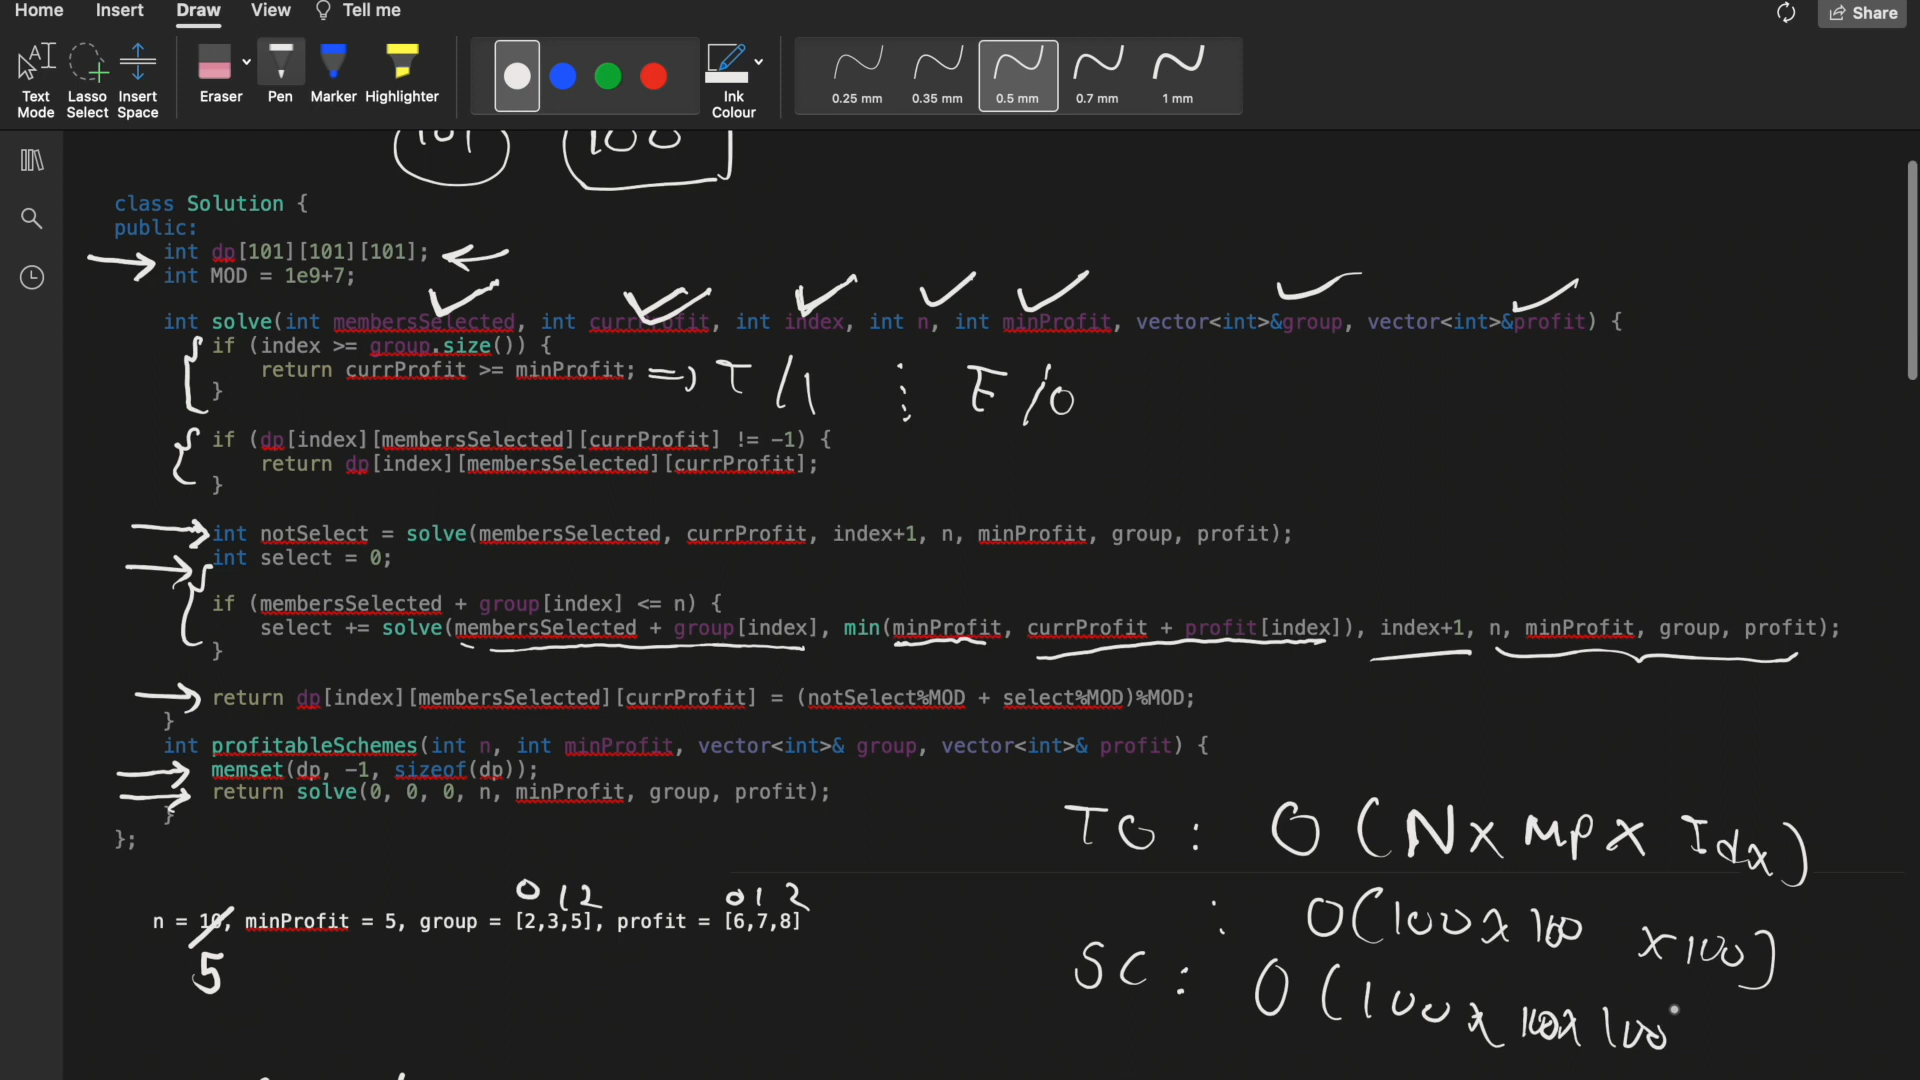 Home Insert Draw View Tell me Share
Text Mode Lasso Select Insert Space Eraser Pen Marker Highlighter Ink Colour 0.25 mm 0.35 mm 0.5 mm 0.7 mm 1 mm
101 100
class Solution {
public:
int dp[101][101][101];
int MOD = 1e9+7;
int solve(int membersSelected, int currProfit, int index, int n, int minProfit, vector<int>&group, vector<int>&profit) {
if (index >= group.size()) {
return currProfit >= minProfit; => T/1 F/0
}
if (dp[index][membersSelected][currProfit] != -1) {
return dp[index][membersSelected][currProfit];
}
int notSelect = solve(membersSelected, currProfit, index+1, n, minProfit, group, profit);
int select = 0;
if (membersSelected + group[index] <= n) {
select += solve(membersSelected + group[index], min(minProfit, currProfit + profit[index]), index+1, n, minProfit, group, profit);
}
return dp[index][membersSelected][currProfit] = (notSelect%MOD + select%MOD)%MOD;
}
int profitableSchemes(int n, int minProfit, vector<int>& group, vector<int>& profit) {
memset(dp, -1, sizeof(dp));
return solve(0, 0, 0, n, minProfit, group, profit);
}
};
TC : O(N x MP x Idx)
: O(100 x 100 x 100)
SC : O(100 x 100 x 100
0 1 2 0 1 2
n = 10, minProfit = 5, group = [2,3,5], profit = [6,7,8]
5